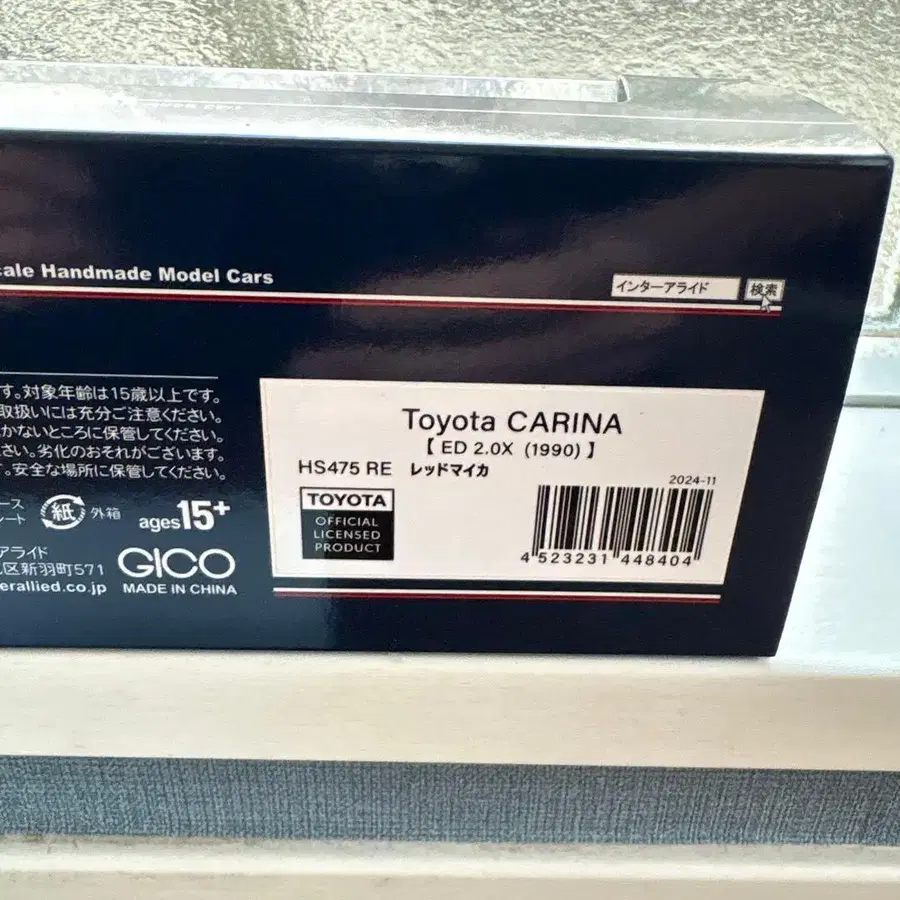 cale Handmade Model Cars
インターアライド 検索
す。対象年齢は15歳以上です。
取扱いには充分ご注意ください。
かないところに保管してください。
さい。劣化のおそれがございます。
。安全な場所に保管してください。
ース
レート
紙 外箱
ages15+
アライド
区新羽町571
erallied.co.jp
GICO
MADE IN CHINA
Toyota CARINA
【 ED 2.0X (1990) 】
HS475 RE レッドマイカ
2024-11
TOYOTA
OFFICIAL
LICENSED
PRODUCT
4 523231 448404